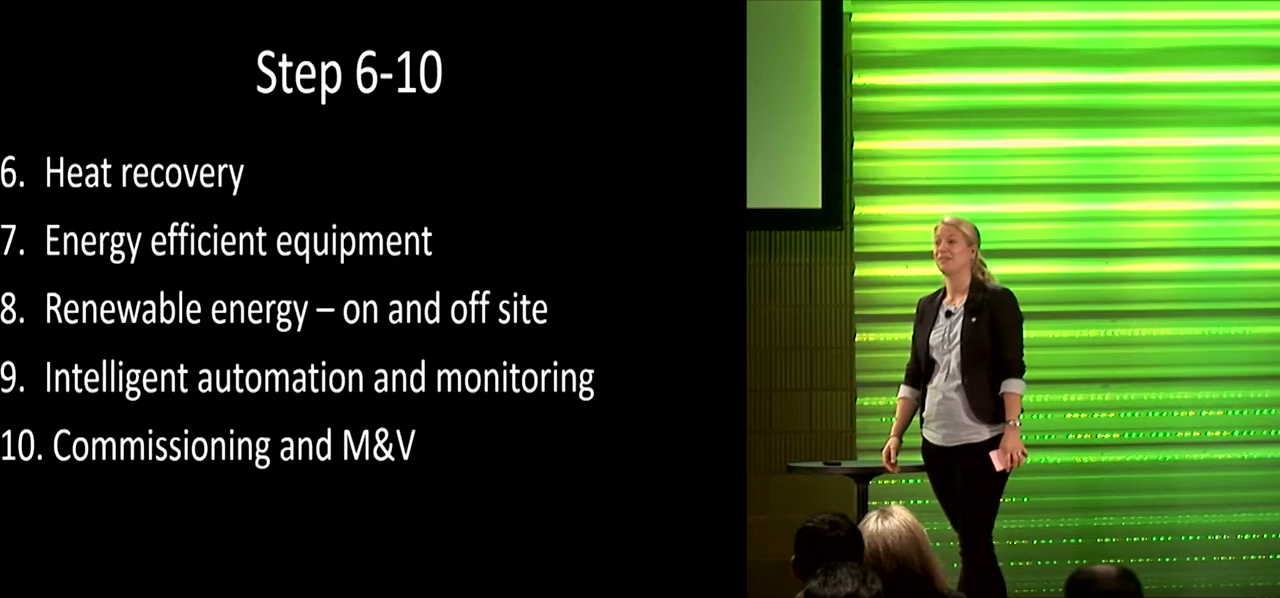 Step 6-10
6. Heat recovery
7. Energy efficient equipment
8. Renewable energy – on and off site
9. Intelligent automation and monitoring
10. Commissioning and M&V